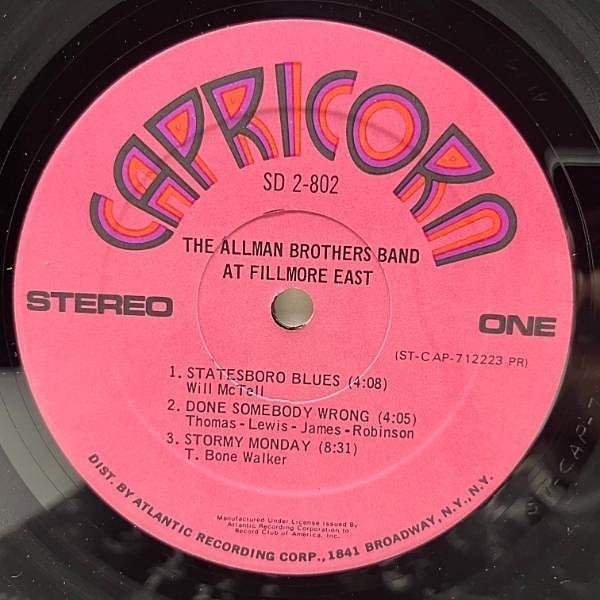 CAPRICORN
SD 2-802
THE ALLMAN BROTHERS BAND
AT FILLMORE EAST
STEREO
ONE
(ST-CAP-712223 PR)
1. STATESBORO BLUES (4:08)
Will McTell
2. DONE SOMEBODY WRONG (4:05)
Thomas - Lewis - James - Robinson
3. STORMY MONDAY (8:31)
T. Bone Walker
Manufactured Under License Issued By
Atlantic Recording Corporation to
Record Club of America, Inc.
DIST. BY ATLANTIC RECORDING CORP., 1841 BROADWAY, N.Y., N.Y.